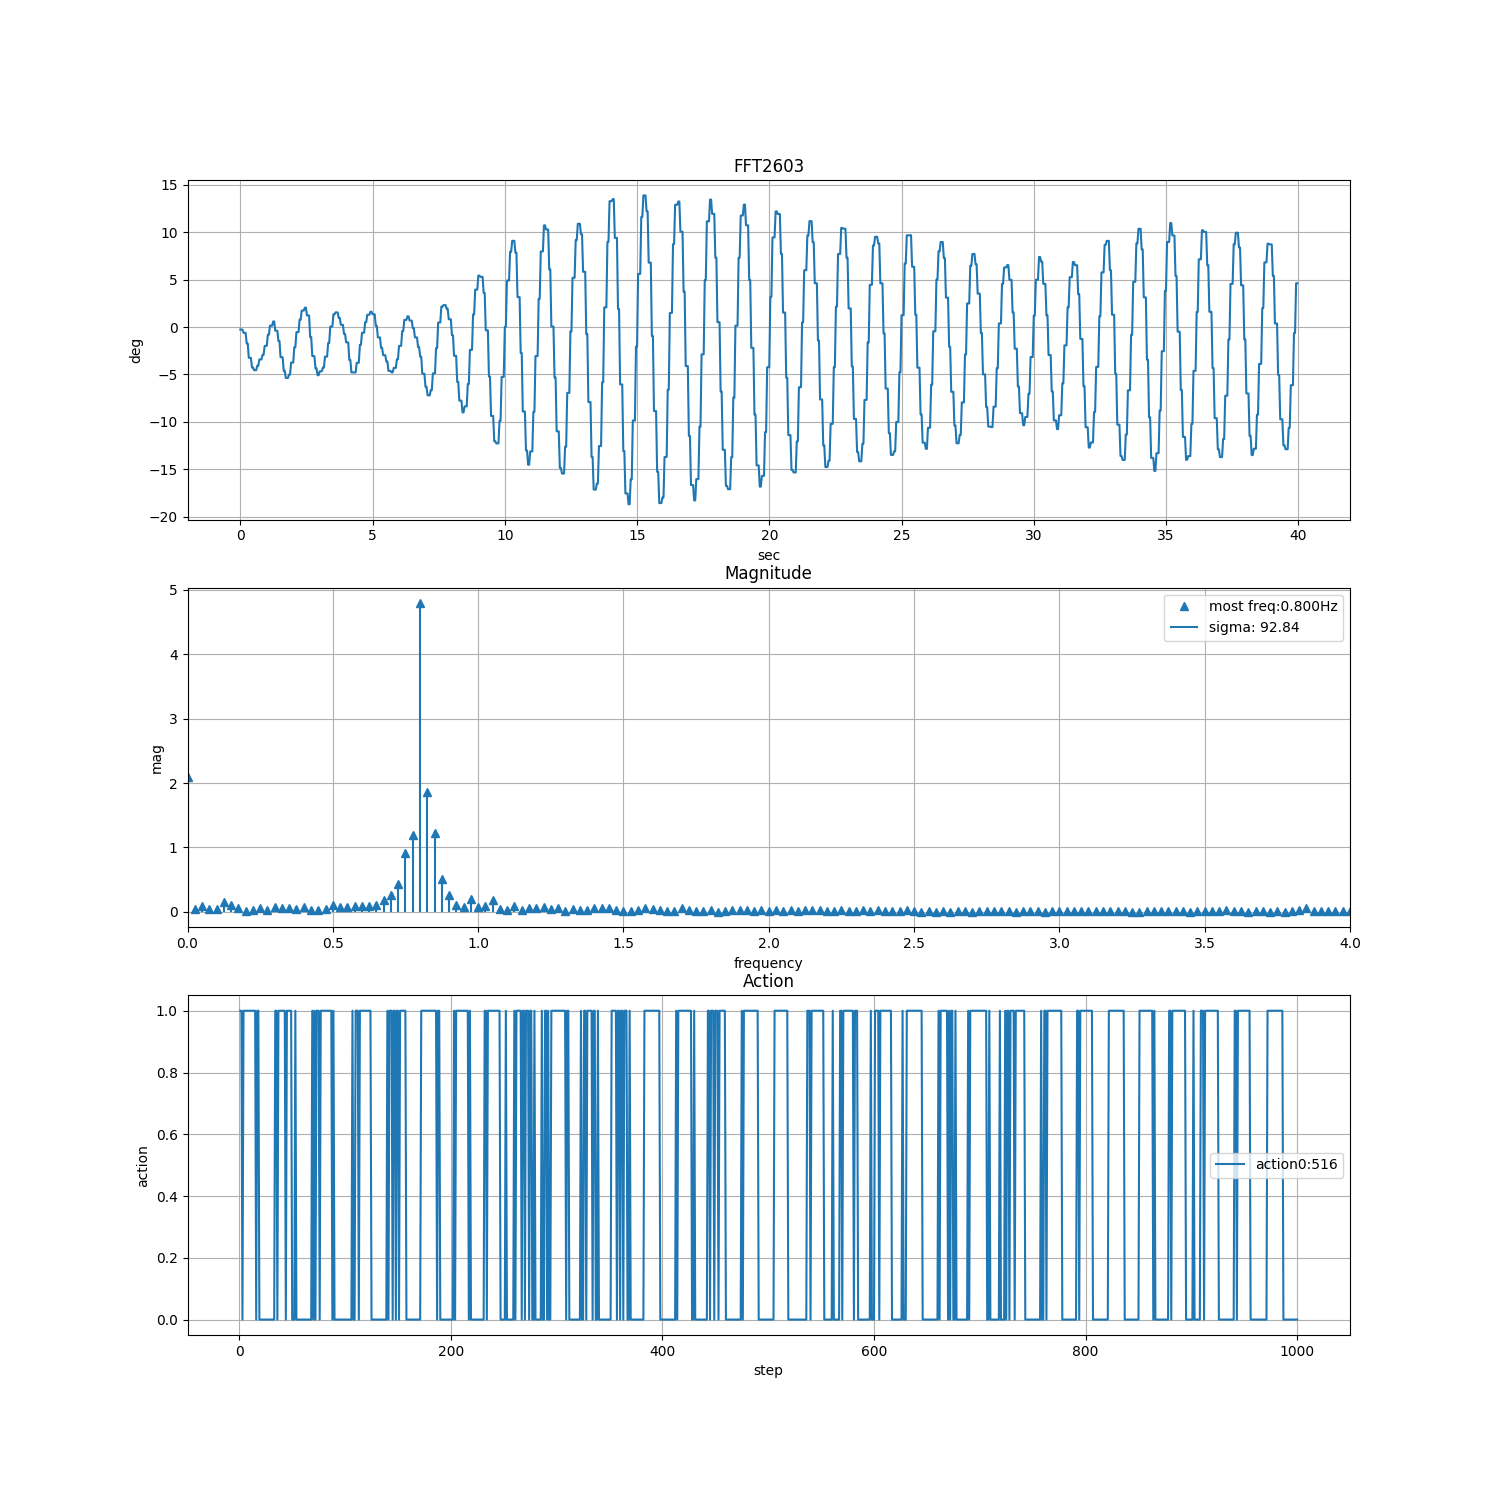 FFT2603
15
10
5
0
−5
−10
−15
−20
deg
0 5 10 15 20 25 30 35 40
sec
Magnitude
5
4
3
2
1
0
mag
most freq:0.800Hz
sigma: 92.84
0.0 0.5 1.0 1.5 2.0 2.5 3.0 3.5 4.0
frequency
Action
1.0
0.8
0.6
0.4
0.2
0.0
action
action0:516
0 200 400 600 800 1000
step